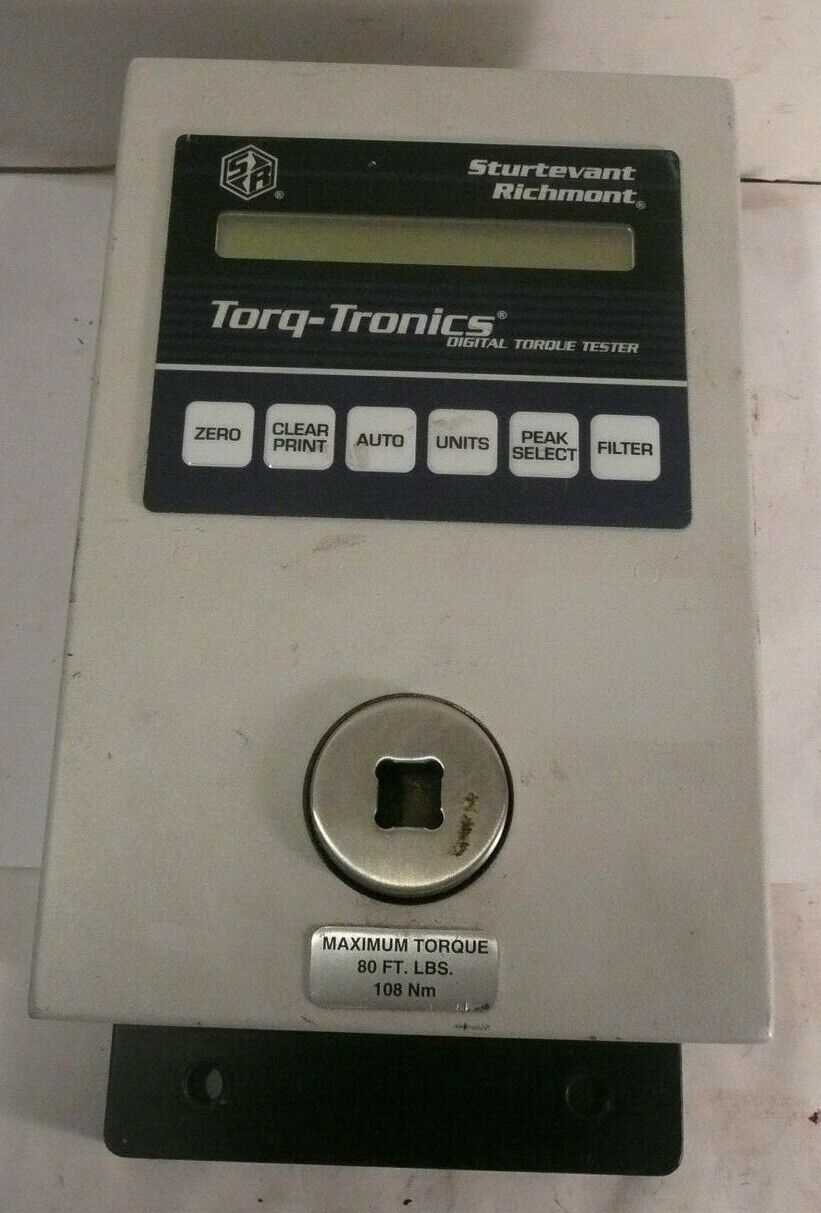 SR®
Sturtevant
Richmont®
Torq-Tronics®
DIGITAL TORQUE TESTER
ZERO
CLEAR
PRINT
AUTO
UNITS
PEAK
SELECT
FILTER
MAXIMUM TORQUE
80 FT. LBS.
108 Nm